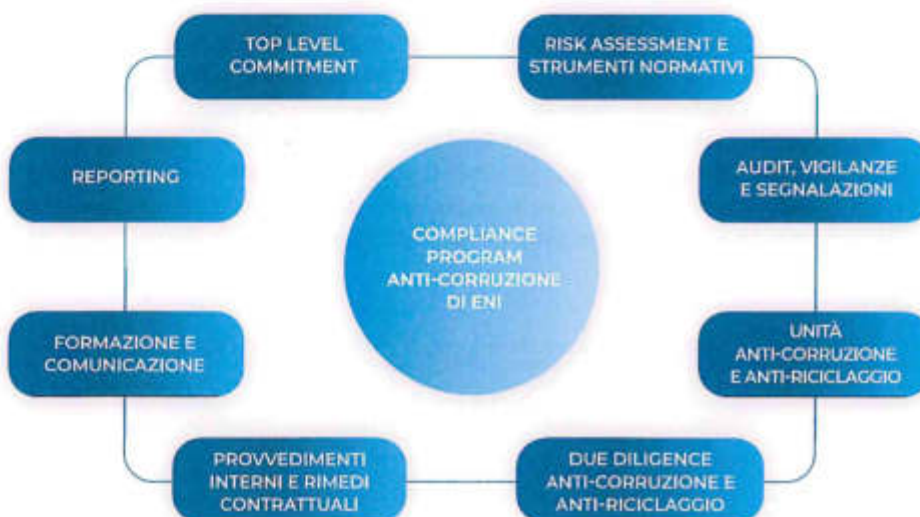 TOP LEVEL
COMMITMENT
RISK ASSESSMENT E
STRUMENTI NORMATIVI
REPORTING
AUDIT, VIGILANZE
E SEGNALAZIONI
COMPLIANCE
PROGRAM
ANTI-CORRUZIONE
DI ENI
FORMAZIONE E
COMUNICAZIONE
UNITÀ
ANTI-CORRUZIONE
E ANTI-RICICLAGGIO
PROVVEDIMENTI
INTERNI E RIMEDI
CONTRATTUALI
DUE DILIGENCE
ANTI-CORRUZIONE E
ANTI-RICICLAGGIO